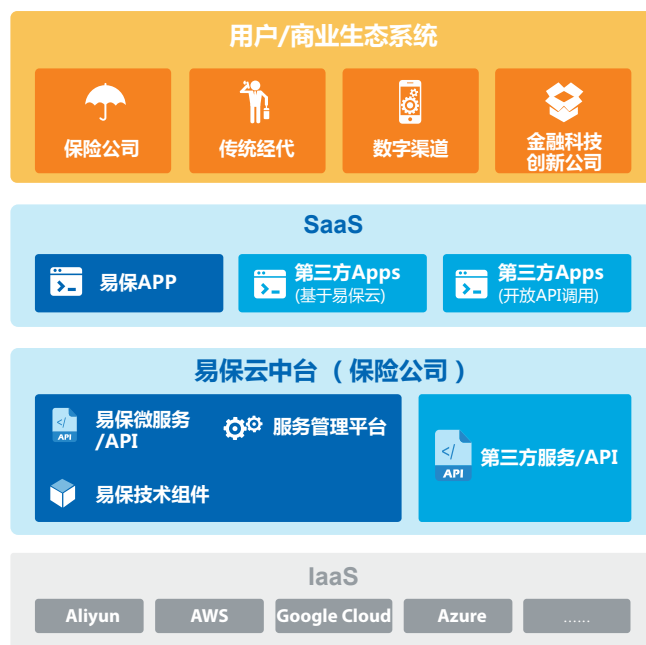 用户/商业生态系统
保险公司
传统经代
数字渠道
金融科技
创新公司
SaaS
>_ 易保APP
>_ 第三方Apps
(基于易保云)
>_ 第三方Apps
(开放API调用)
易保云中台 （保险公司）
</> API
易保微服务
/API
服务管理平台
易保技术组件
</> API
第三方服务/API
IaaS
Aliyun
AWS
Google Cloud
Azure
......